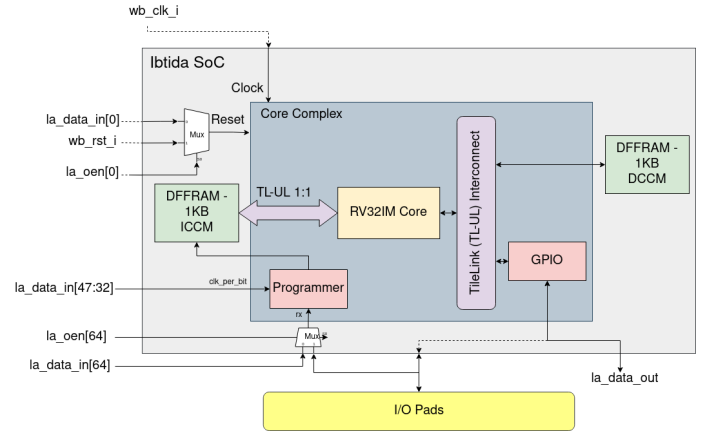 wb_clk_i
Ibtida SoC
Clock
la_data_in[0]
Reset
Mux
wb_rst_i
la_oen[0]
Core Complex
TileLink (TL-UL) Interconnect
DFFRAM -
1KB
DCCM
DFFRAM -
1KB
ICCM
TL-UL 1:1
RV32IM Core
GPIO
la_data_in[47:32]
clk_per_bit
Programmer
rx
la_oen[64]
Mux
la_data_in[64]
la_data_out
I/O Pads